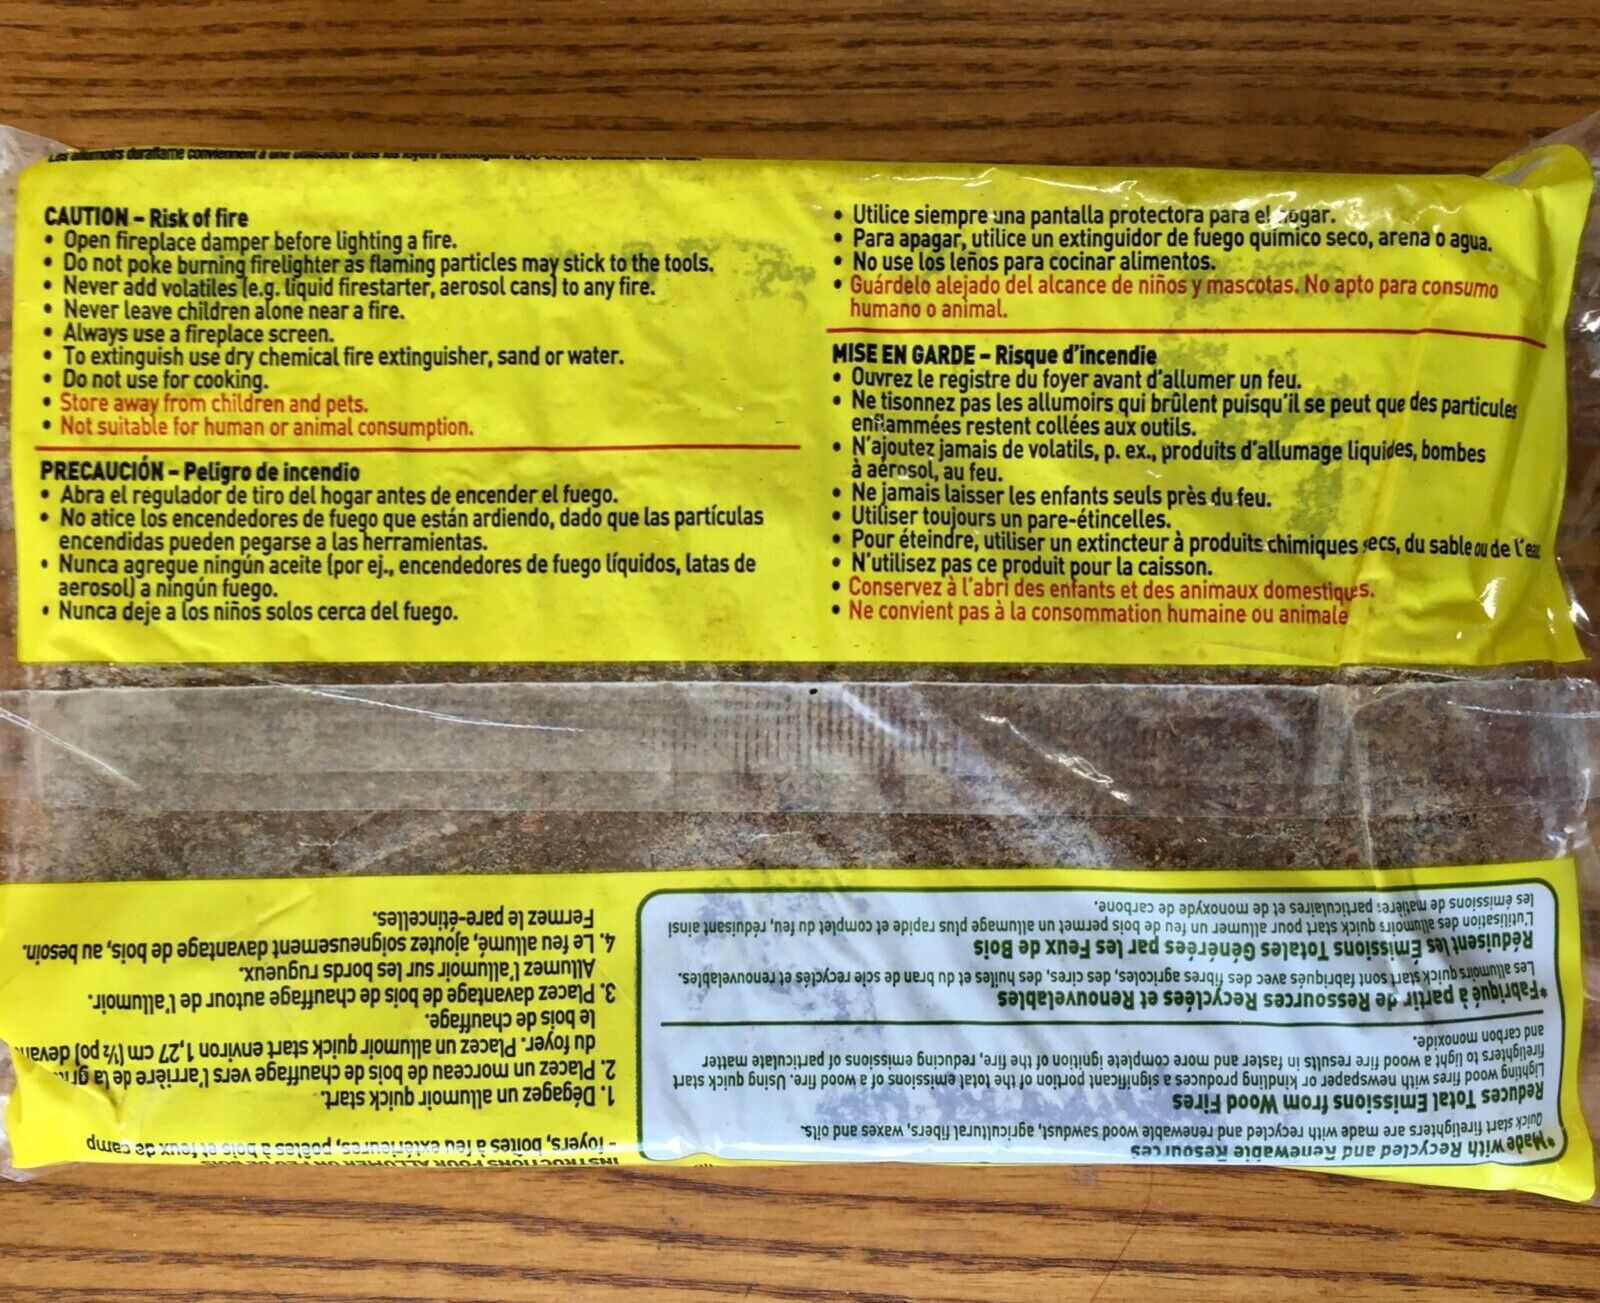 Les allumoirs duraflame conviennent à une utilisation dans les foyers homologués
CAUTION – Risk of fire
• Open fireplace damper before lighting a fire.
• Do not poke burning firelighter as flaming particles may stick to the tools.
• Never add volatiles (e.g. liquid firestarter, aerosol cans) to any fire.
• Never leave children alone near a fire.
• Always use a fireplace screen.
• To extinguish use dry chemical fire extinguisher, sand or water.
• Do not use for cooking.
• Store away from children and pets.
• Not suitable for human or animal consumption.
PRECAUCIÓN – Peligro de incendio
• Abra el regulador de tiro del hogar antes de encender el fuego.
• No atice los encendedores de fuego que están ardiendo, dado que las partículas
encendidas pueden pegarse a las herramientas.
• Nunca agregue ningún aceite (por ej., encendedores de fuego líquidos, latas de
aerosol) a ningún fuego.
• Nunca deje a los niños solos cerca del fuego.
• Utilice siempre una pantalla protectora para el hogar.
• Para apagar, utilice un extinguidor de fuego químico seco, arena o agua.
• No use los leños para cocinar alimentos.
• Guárdelo alejado del alcance de niños y mascotas. No apto para consumo
humano o animal.
MISE EN GARDE – Risque d'incendie
• Ouvrez le registre du foyer avant d'allumer un feu.
• Ne tisonnez pas les allumoirs qui brûlent puisqu'il se peut que des particules
enflammées restent collées aux outils.
• N'ajoutez jamais de volatils, p. ex., produits d'allumage liquides, bombes
à aérosol, au feu.
• Ne jamais laisser les enfants seuls près du feu.
• Utiliser toujours un pare-étincelles.
• Pour éteindre, utiliser un extincteur à produits chimiques secs, du sable ou de l'eau
• N'utilisez pas ce produit pour la caisson.
• Conservez à l'abri des enfants et des animaux domestiques.
• Ne convient pas à la consommation humaine ou animale
*Made with Recycled and Renewable Resources
Quick start firelighters are made with recycled and renewable wood sawdust, agricultural fibers, waxes and oils.
Reduces Total Emissions from Wood Fires
Lighting wood fires with newspaper or kindling produces a significant portion of the total emissions of a wood fire. Using quick start
firelighters to light a wood fire results in faster and more complete ignition of the fire, reducing emissions of particulate matter
and carbon monoxide.
*Fabriqué à partir de Ressources Recyclées et Renouvelables
Les allumoirs quick start sont fabriqués avec des fibres agricoles, des cires, des huiles et du bran de scie recyclés et renouvelables.
Réduisent les Émissions Totales Générées par les Feux de Bois
L'utilisation des allumoirs quick start pour allumer un feu de bois permet un allumage plus rapide et complet du feu, réduisant ainsi
les émissions de matières particulaires et de monoxyde de carbone.
INSTRUCTIONS POUR ALLUMER UN FEU DE BOIS
– foyers, boîtes à feu extérieures, poêles à bois et feux de camp
1. Dégagez un allumoir quick start.
2. Placez un morceau de bois de chauffage vers l'arrière de la
du foyer. Placez un allumoir quick start environ 1,27 cm (½ po) devant
le bois de chauffage.
3. Placez davantage de bois de chauffage autour de l'allumoir.
Allumez l'allumoir sur les bords rugueux.
4. Le feu allumé, ajoutez soigneusement davantage de bois, au besoin.
Fermez le pare-étincelles.